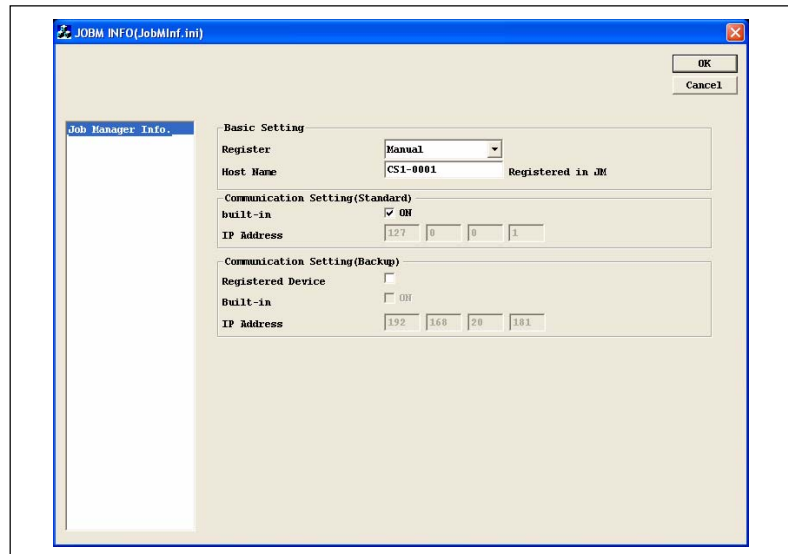 JOBM INFO(JobMInf.ini)
OK
Cancel
Job Manager Info.
Basic Setting
Register Manual
Host Name CS1-0001 Registered in JM
Communication Setting(Standard)
built-in ON
IP Address 127 0 0 1
Communication Setting(Backup)
Registered Device
Built-in ON
IP Address 192 168 20 181